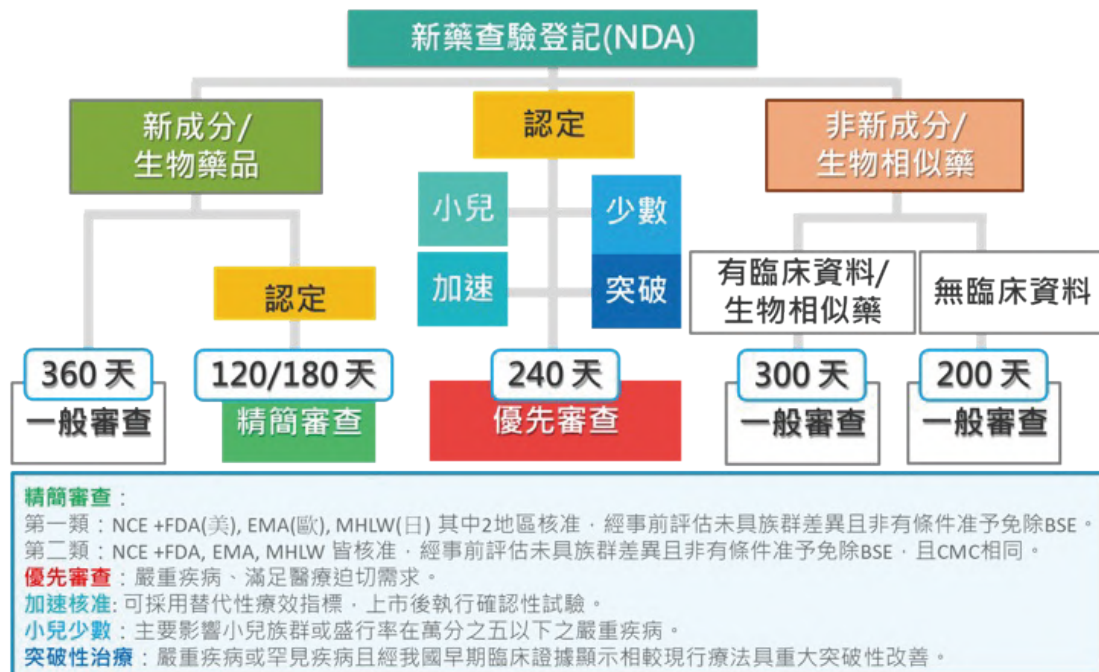 新藥查驗登記(NDA)
新成分/
生物藥品
認定
非新成分/
生物相似藥
小兒
少數
加速
突破
認定
有臨床資料/
生物相似藥
無臨床資料
360 天
120/180 天
240 天
300 天
200 天
一般審查
精簡審查
優先審查
一般審查
一般審查
精簡審查：
第一類：NCE +FDA(美), EMA(歐), MHLW(日) 其中2地區核准，經事前評估未具族群差異且非有條件准予免除BSE。
第二類：NCE +FDA, EMA, MHLW 皆核准，經事前評估未具族群差異且非有條件准予免除BSE，且CMC相同。
優先審查：嚴重疾病、滿足醫療迫切需求。
加速核准: 可採用替代性療效指標，上市後執行確認性試驗。
小兒少數：主要影響小兒族群或盛行率在萬分之五以下之嚴重疾病。
突破性治療：嚴重疾病或罕見疾病且經我國早期臨床證據顯示相較現行療法具重大突破性改善。